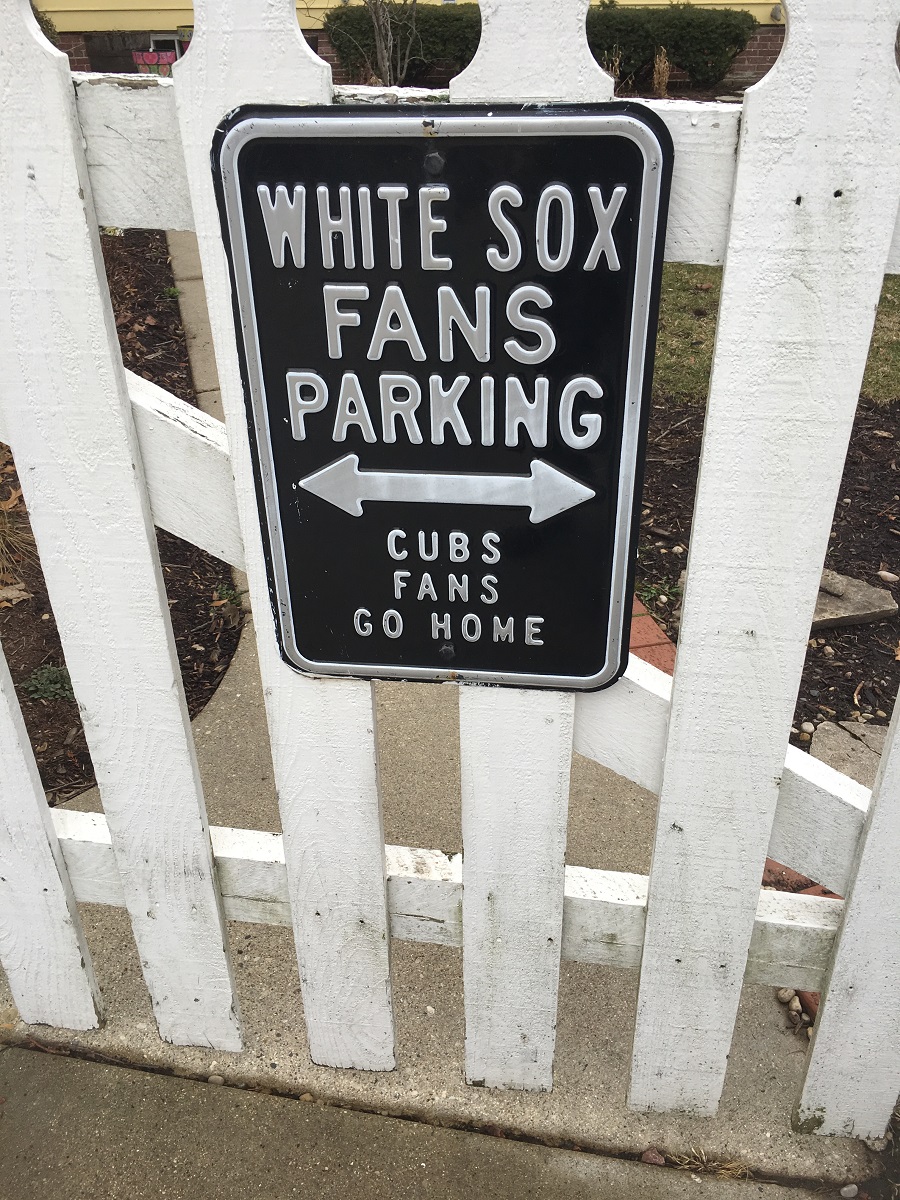 WHITE SOX
FANS
PARKING
CUBS
FANS
GO HOME